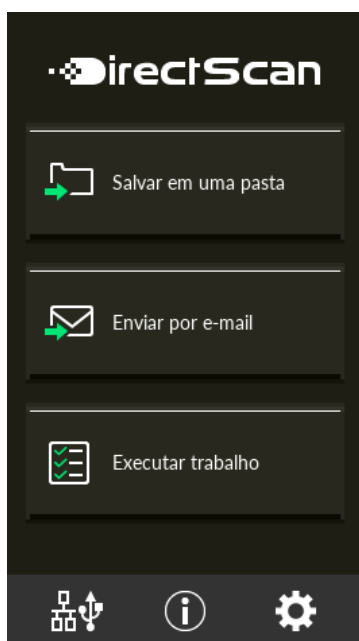 DirectScan
Salvar em uma pasta
Enviar por e-mail
Executar trabalho